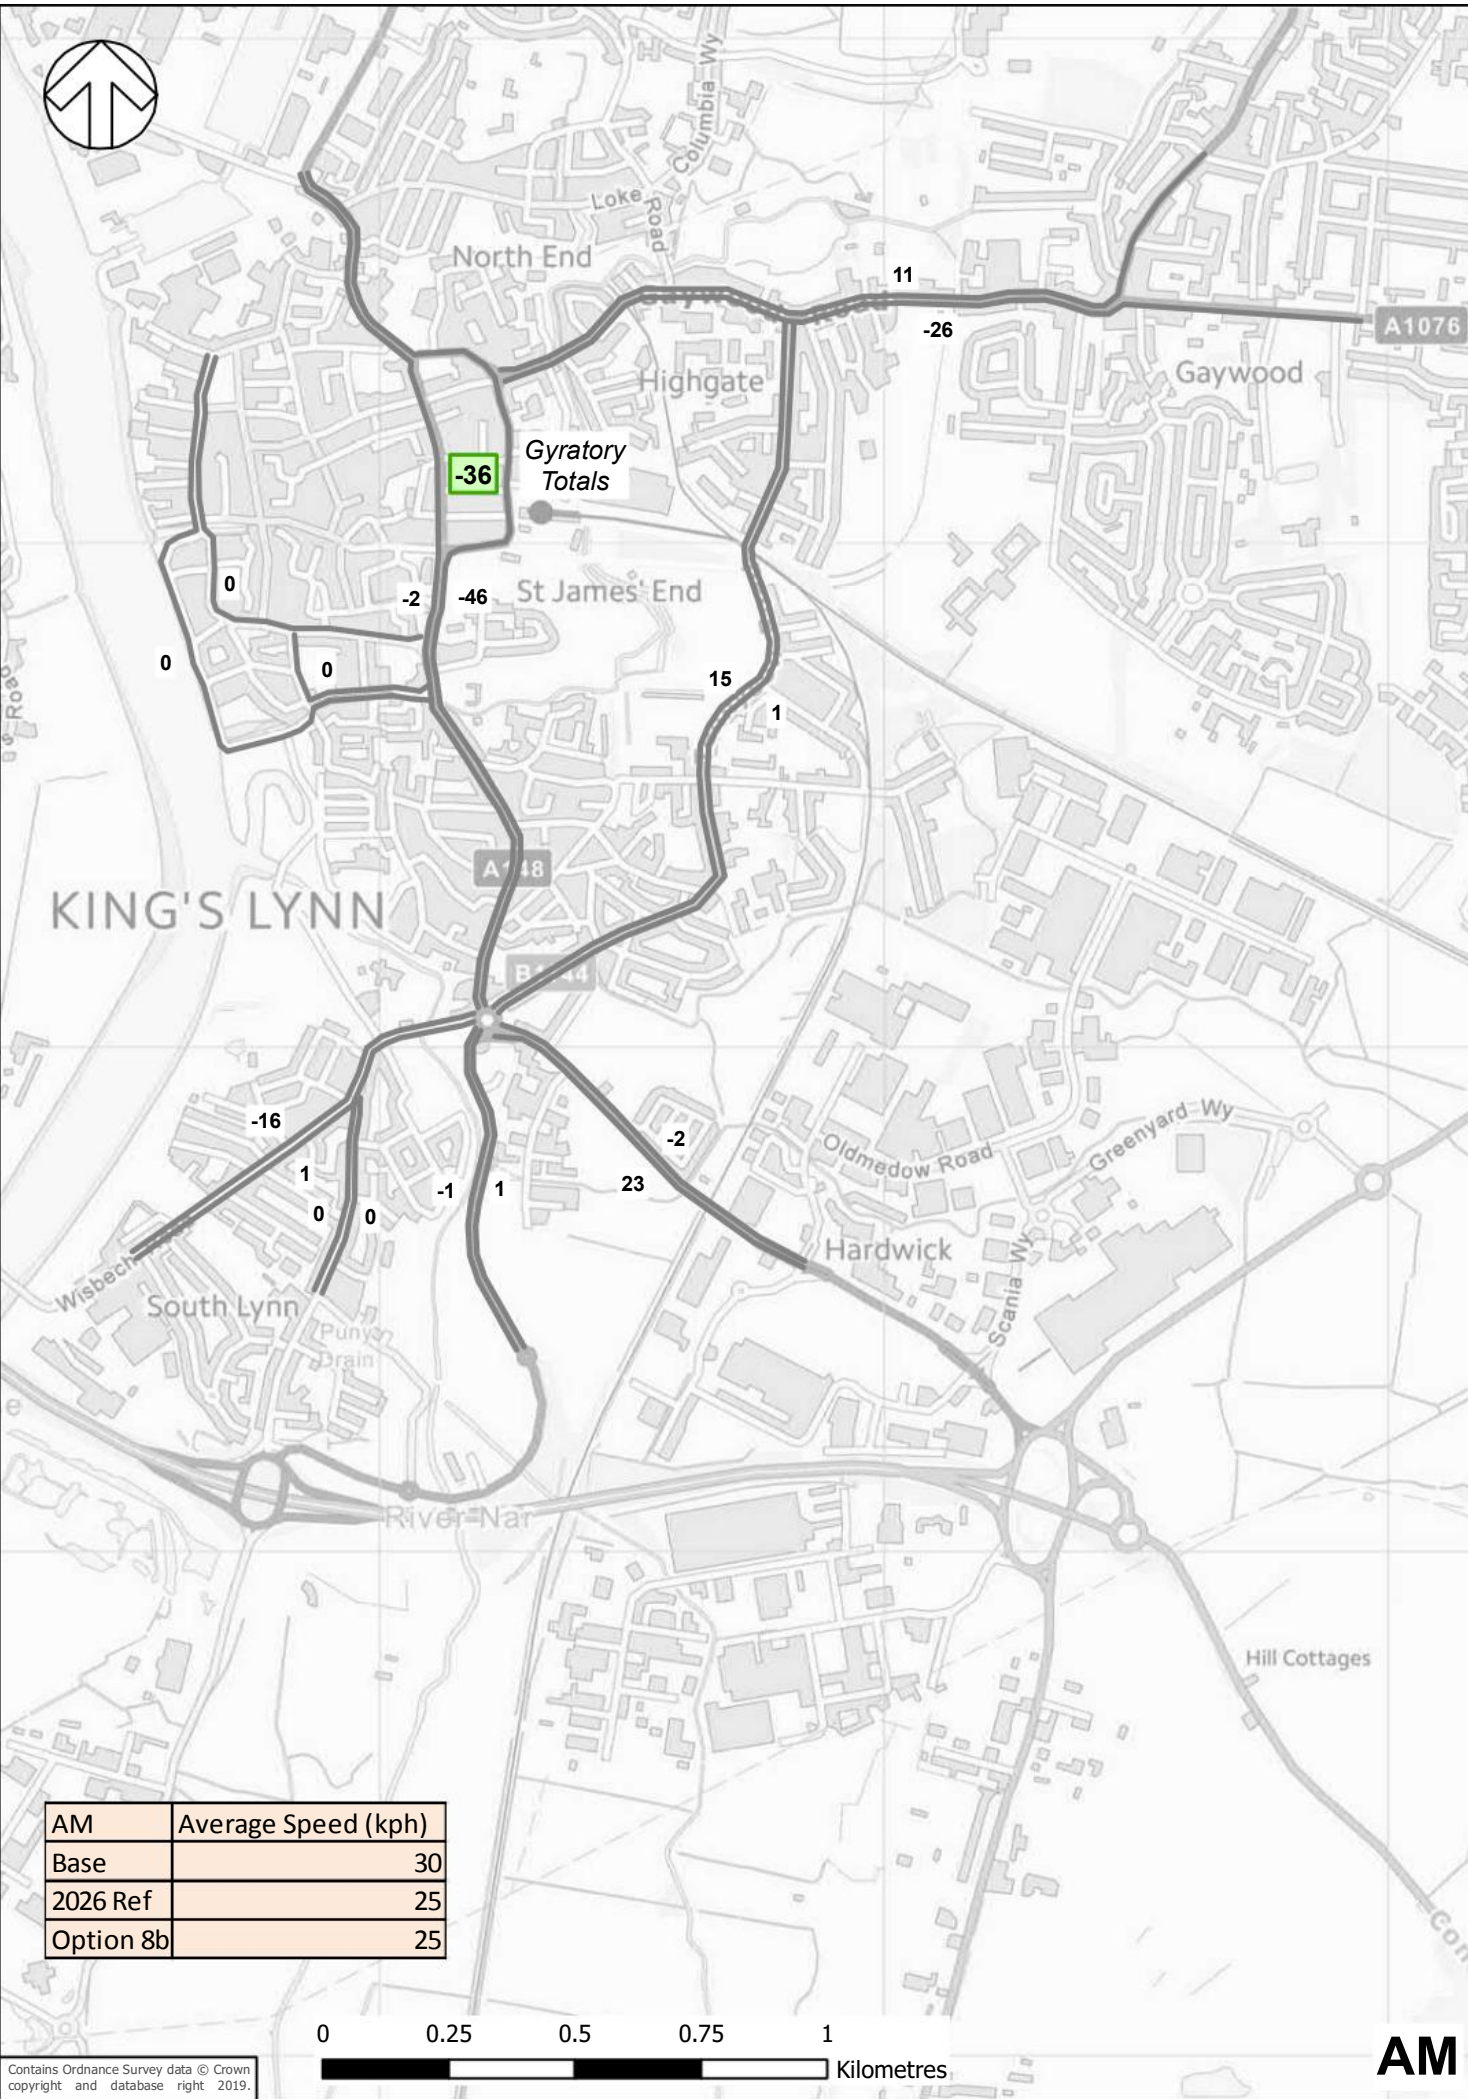 Columbia Wy
Loke Road
North End
11
-26
A1076
Highgate
Gaywood
Gyratory
Totals
-36
0
-2
-46
St James' End
0
0
15
1
Road
A148
KING'S LYNN
-16
-2
Oldmedow Road
Greenyard Wy
1
-1
1
23
0
0
Hardwick
Scania Wy
Wisbech
South Lynn
Puny
Drain
e
River Nar
Hill Cottages
AM Average Speed (kph)
Base 30
2026 Ref 25
Option 8b 25
Con
0 0.25 0.5 0.75 1
Kilometres
AM
Contains Ordnance Survey data © Crown
copyright and database right 2019.